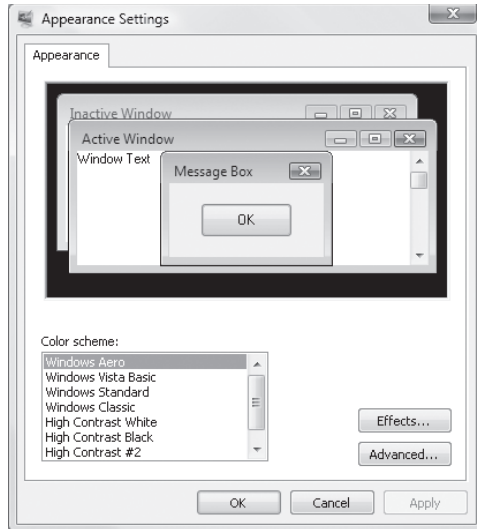 Appearance Settings
Appearance
Inactive Window
Active Window
Window Text
Message Box
OK
Color scheme:
Windows Aero
Windows Vista Basic
Windows Standard
Windows Classic
High Contrast White
High Contrast Black
High Contrast #2
Effects...
Advanced...
OK Cancel Apply